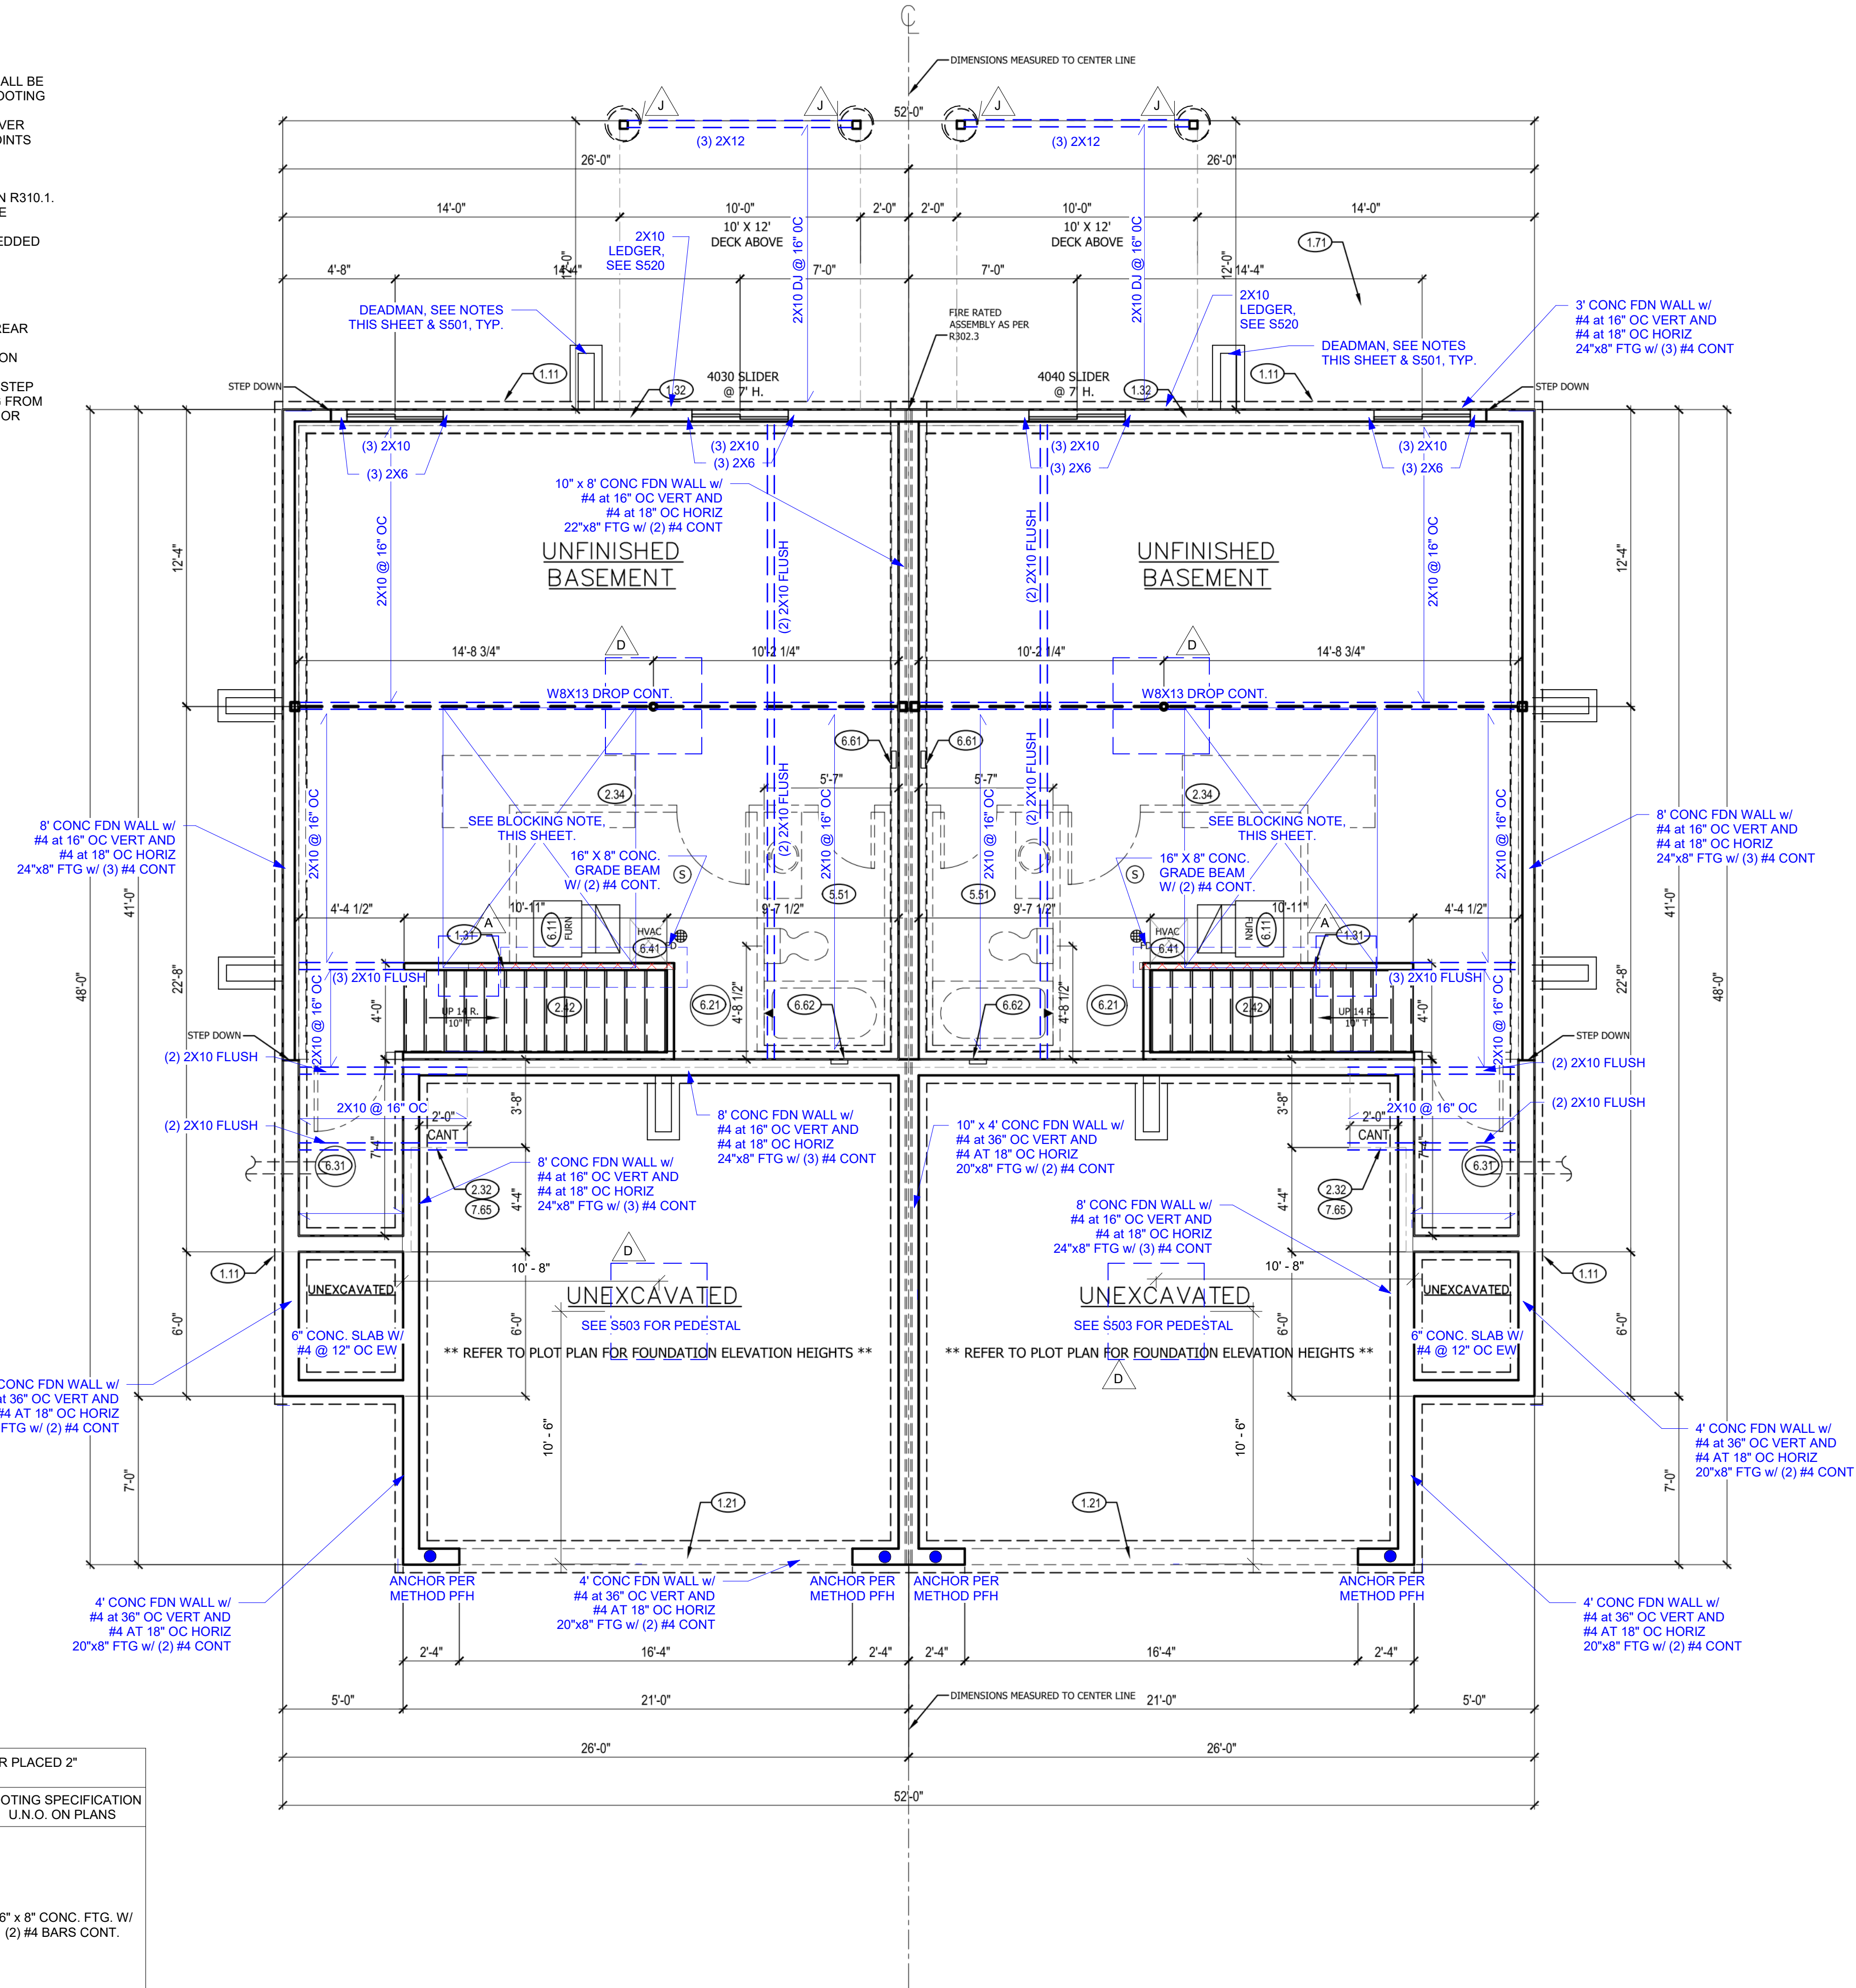 ALL BE
OOTING
VER
OINTS
N R310.1.
E
EDDED
REAR
ON
STEP
G FROM
OR
DIMENSIONS MEASURED TO CENTER LINE
J
J
J
J
52'-0"
(3) 2X12
(3) 2X12
26'-0"
26'-0"
14'-0"
10'-0"
2'-0"
2'-0"
10'-0"
14'-0"
10' X 12'
DECK ABOVE
10' X 12'
DECK ABOVE
2X10
LEDGER,
SEE S520
2X10 DJ @ 16" OC
2X10 DJ @ 16" OC
1.71
12'-0"
12'-0"
4'-8"
14'-4"
7'-0"
7'-0"
14'-4"
DEADMAN, SEE NOTES
THIS SHEET & S501, TYP.
FIRE RATED
ASSEMBLY AS PER
R302.3
2X10
LEDGER,
SEE S520
3' CONC FDN WALL w/
#4 at 16" OC VERT AND
#4 at 18" OC HORIZ
24"x8" FTG w/ (3) #4 CONT
DEADMAN, SEE NOTES
THIS SHEET & S501, TYP.
STEP DOWN
1.11
1.32
4030 SLIDER
@ 7' H.
4040 SLIDER
@ 7' H.
1.32
1.11
STEP DOWN
(3) 2X10
(3) 2X6
(3) 2X10
(3) 2X6
(3) 2X10
(3) 2X6
(3) 2X10
(3) 2X6
10" x 8' CONC FDN WALL w/
#4 at 16" OC VERT AND
#4 at 18" OC HORIZ
22"x8" FTG w/ (2) #4 CONT
UNFINISHED
BASEMENT
UNFINISHED
BASEMENT
12'-4"
12'-4"
2X10 @ 16" OC
(2) 2X10 FLUSH
(2) 2X10 FLUSH
2X10 @ 16" OC
D
D
14'-8 3/4"
10'-2 1/4"
10'-2 1/4"
14'-8 3/4"
W8X13 DROP CONT.
W8X13 DROP CONT.
6.61
6.61
5'-7"
5'-7"
2.34
2.34
2X10 @ 16" OC
(2) 2X10 FLUSH
2X10 @ 16" OC
2X10 @ 16" OC
(2) 2X10 FLUSH
2X10 @ 16" OC
SEE BLOCKING NOTE,
THIS SHEET.
SEE BLOCKING NOTE,
THIS SHEET.
8' CONC FDN WALL w/
#4 at 16" OC VERT AND
#4 at 18" OC HORIZ
24"x8" FTG w/ (3) #4 CONT
8' CONC FDN WALL w/
#4 at 16" OC VERT AND
#4 at 18" OC HORIZ
24"x8" FTG w/ (3) #4 CONT
16" X 8" CONC.
GRADE BEAM
W/ (2) #4 CONT.
S
5.51
5.51
S
16" X 8" CONC.
GRADE BEAM
W/ (2) #4 CONT.
48'-0"
41'-0"
22'-8"
22'-8"
41'-0"
48'-0"
4'-4 1/2"
10'-11"
9'-7 1/2"
9'-7 1/2"
10'-11"
4'-4 1/2"
A
1.31
6.11
FURN
HVAC
6.41
HVAC
6.41
6.11
FURN
A
1.31
(3) 2X10 FLUSH
(3) 2X10 FLUSH
4'-0"
UP 14 R.
10" T
2.42
6.21
4'-8 1/2"
6.62
6.62
4'-8 1/2"
6.21
2.42
UP 14 R.
10" T
4'-0"
2X10 @ 16" OC
2X10 @ 16" OC
STEP DOWN
STEP DOWN
(2) 2X10 FLUSH
(2) 2X10 FLUSH
2X10 @ 16" OC
2X10 @ 16" OC
(2) 2X10 FLUSH
(2) 2X10 FLUSH
2'-0"
CANT
2'-0"
CANT
3'-8"
3'-8"
7'-4"
7'-4"
6.31
6.31
8' CONC FDN WALL w/
#4 at 16" OC VERT AND
#4 at 18" OC HORIZ
24"x8" FTG w/ (3) #4 CONT
10" x 4' CONC FDN WALL w/
#4 at 36" OC VERT AND
#4 AT 18" OC HORIZ
20"x8" FTG w/ (2) #4 CONT
8' CONC FDN WALL w/
#4 at 16" OC VERT AND
#4 at 18" OC HORIZ
24"x8" FTG w/ (3) #4 CONT
8' CONC FDN WALL w/
#4 at 16" OC VERT AND
#4 at 18" OC HORIZ
24"x8" FTG w/ (3) #4 CONT
2.32
7.65
2.32
7.65
4'-4"
4'-4"
D
1.11
1.11
10' - 8"
10' - 8"
UNEXCAVATED
UNEXCAVATED
UNEXCAVATED
UNEXCAVATED
SEE S503 FOR PEDESTAL
SEE S503 FOR PEDESTAL
6'-0"
6'-0"
6'-0"
6'-0"
6" CONC. SLAB W/
#4 @ 12" OC EW
6" CONC. SLAB W/
#4 @ 12" OC EW
** REFER TO PLOT PLAN FOR FOUNDATION ELEVATION HEIGHTS **
** REFER TO PLOT PLAN FOR FOUNDATION ELEVATION HEIGHTS **
D
CONC FDN WALL w/
at 36" OC VERT AND
#4 AT 18" OC HORIZ
FTG w/ (2) #4 CONT
4' CONC FDN WALL w/
#4 at 36" OC VERT AND
#4 AT 18" OC HORIZ
20"x8" FTG w/ (2) #4 CONT
10' - 6"
10' - 6"
7'-0"
7'-0"
1.21
1.21
ANCHOR PER
METHOD PFH
4' CONC FDN WALL w/
#4 at 36" OC VERT AND
#4 AT 18" OC HORIZ
20"x8" FTG w/ (2) #4 CONT
ANCHOR PER
METHOD PFH
ANCHOR PER
METHOD PFH
ANCHOR PER
METHOD PFH
4' CONC FDN WALL w/
#4 at 36" OC VERT AND
#4 AT 18" OC HORIZ
20"x8" FTG w/ (2) #4 CONT
4' CONC FDN WALL w/
#4 at 36" OC VERT AND
#4 AT 18" OC HORIZ
20"x8" FTG w/ (2) #4 CONT
2'-4"
16'-4"
2'-4"
2'-4"
16'-4"
2'-4"
DIMENSIONS MEASURED TO CENTER LINE
5'-0"
21'-0"
21'-0"
5'-0"
26'-0"
26'-0"
52'-0"
R PLACED 2"
OTING SPECIFICATION
U.N.O. ON PLANS
6" x 8" CONC. FTG. W/
(2) #4 BARS CONT.